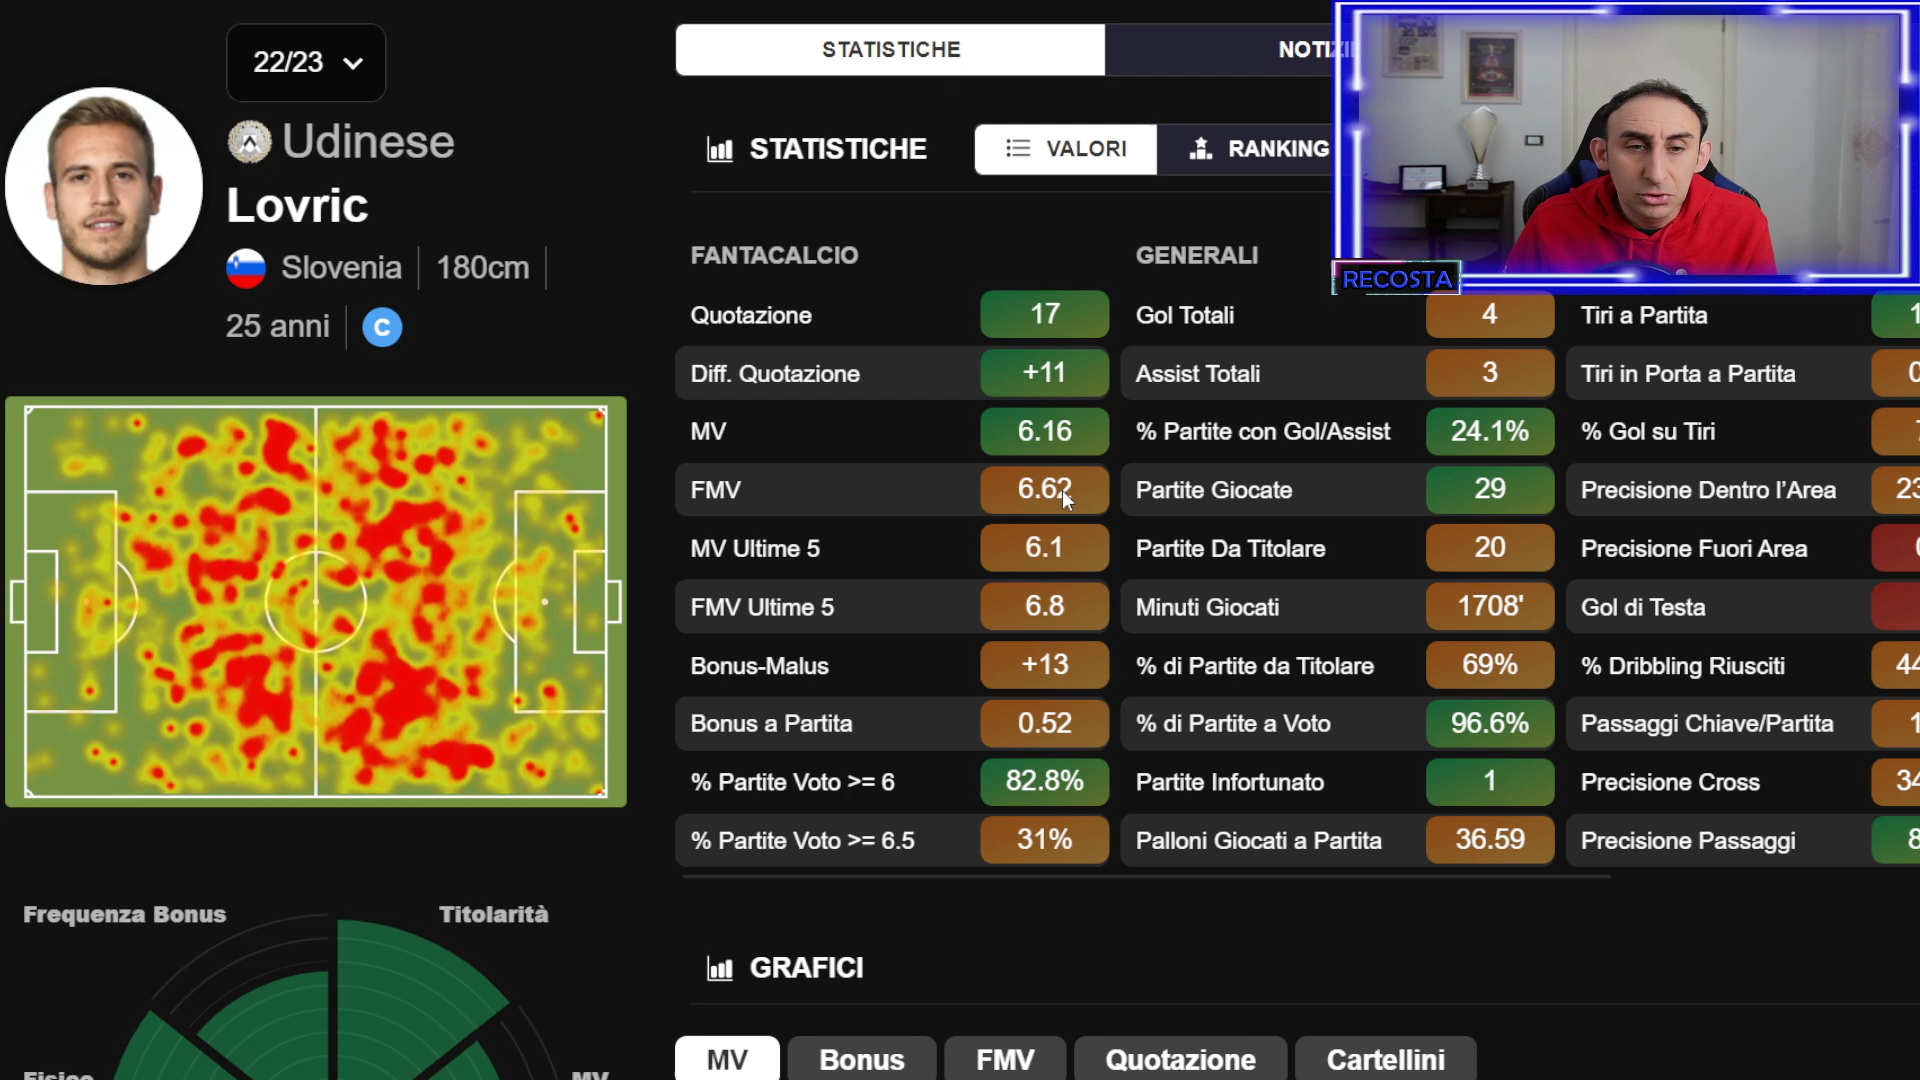 22/23
Udinese
Lovric
Slovenia
180cm
25 anni
C
STATISTICHE
STATISTICHE
VALORI
RANKING
RECOSTA
FANTACALCIO
Quotazione 17
Diff. Quotazione +11
MV 6.16
FMV 6.62
MV Ultime 5 6.1
FMV Ultime 5 6.8
Bonus-Malus +13
Bonus a Partita 0.52
% Partite Voto >= 6 82.8%
% Partite Voto >= 6.5 31%
GENERALI
Gol Totali 4
Assist Totali 3
% Partite con Gol/Assist 24.1%
Partite Giocate 29
Partite Da Titolare 20
Minuti Giocati 1708'
% di Partite da Titolare 69%
% di Partite a Voto 96.6%
Partite Infortunato 1
Palloni Giocati a Partita 36.59
Tiri a Partita
Tiri in Porta a Partita
% Gol su Tiri
Precisione Dentro l'Area
Precisione Fuori Area
Gol di Testa
% Dribbling Riusciti
Passaggi Chiave/Partita
Precisione Cross
Precisione Passaggi
Frequenza Bonus
Titolarità
GRAFICI
MV
Bonus
FMV
Quotazione
Cartellini